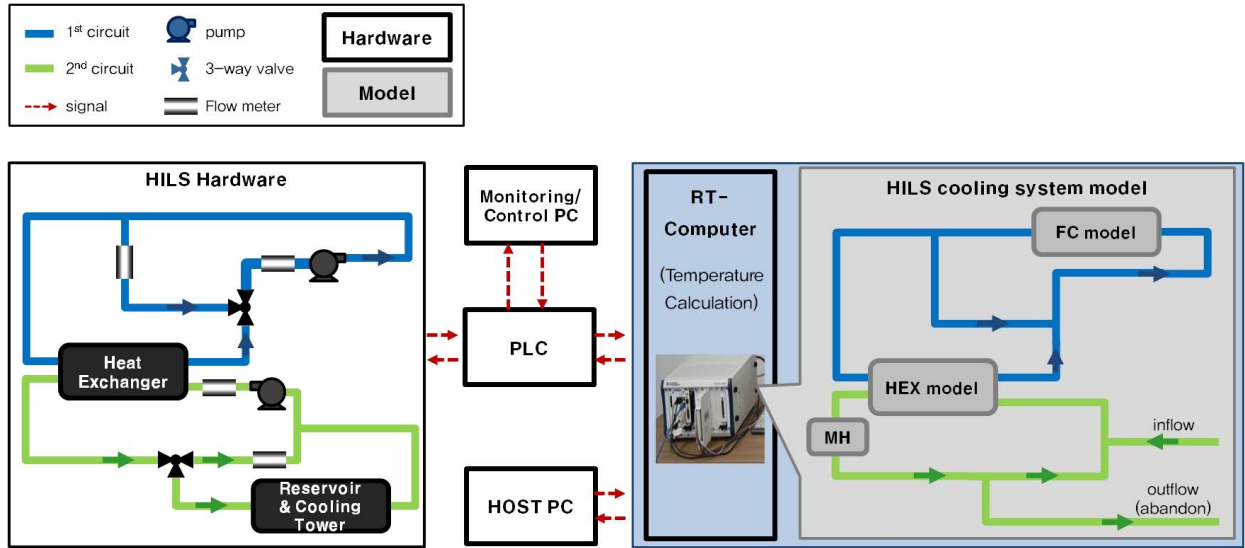 1st circuit
pump
Hardware
2nd circuit
3-way valve
Model
signal
Flow meter
HILS Hardware
Heat
Exchanger
Reservoir
& Cooling
Tower
Monitoring/
Control PC
PLC
HOST PC
RT-
Computer
(Temperature
Calculation)
HILS cooling system model
FC model
HEX model
MH
inflow
outflow
(abandon)